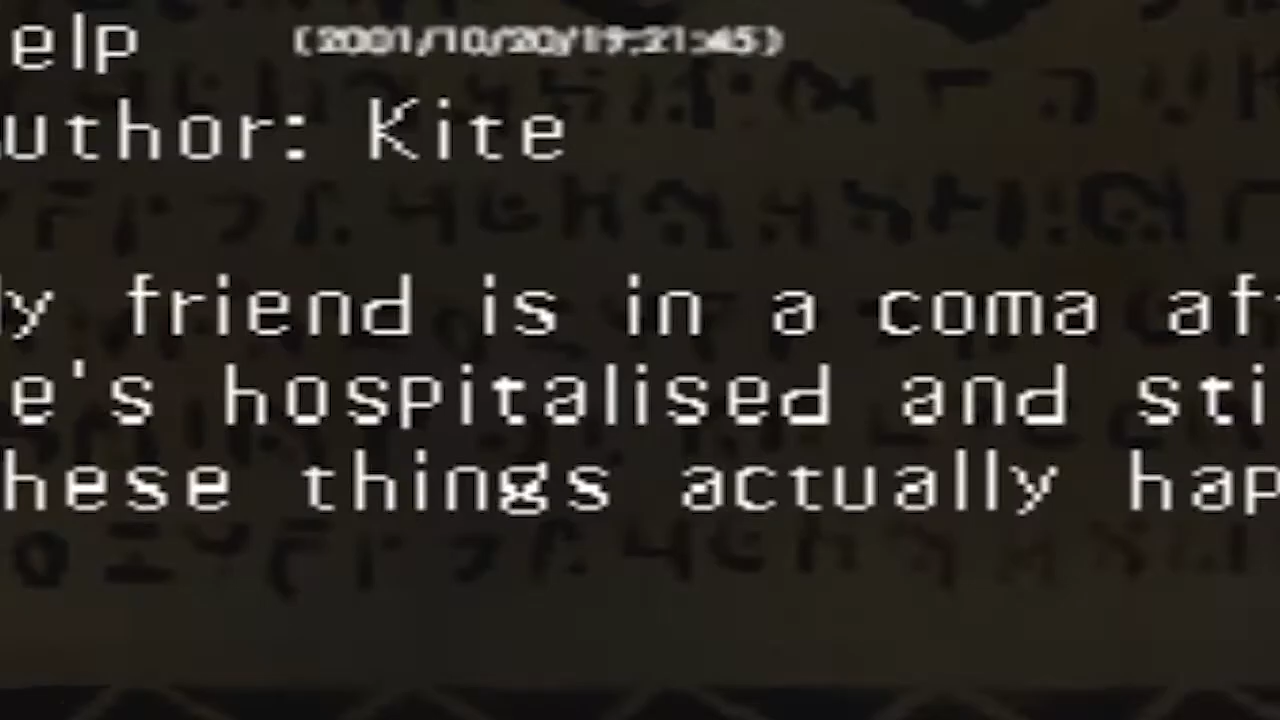 elp (2001/10/20/19:21:45)
uthor: Kite
y friend is in a coma af
e's hospitalised and sti
hese things actually hap